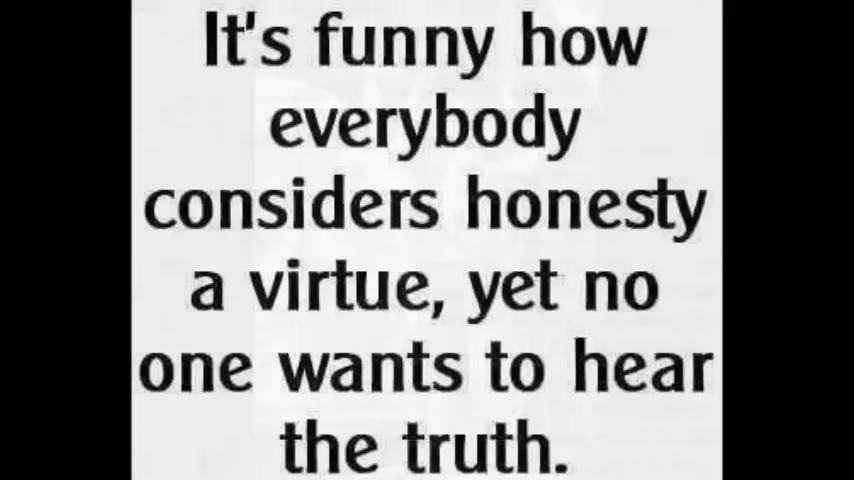 It's funny how
everybody
considers honesty
a virtue, yet no
one wants to hear
the truth.